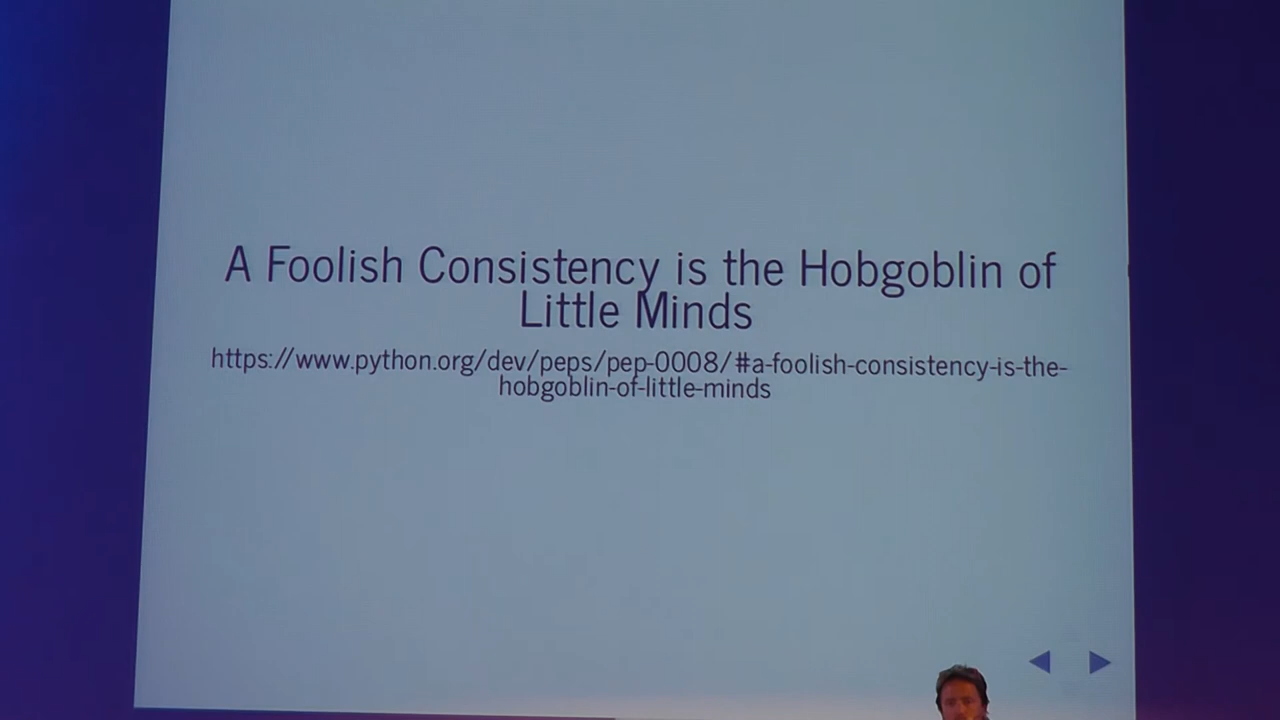 A Foolish Consistency is the Hobgoblin of
Little Minds
https://www.python.org/dev/peps/pep-0008/#a-foolish-consistency-is-the-
hobgoblin-of-little-minds